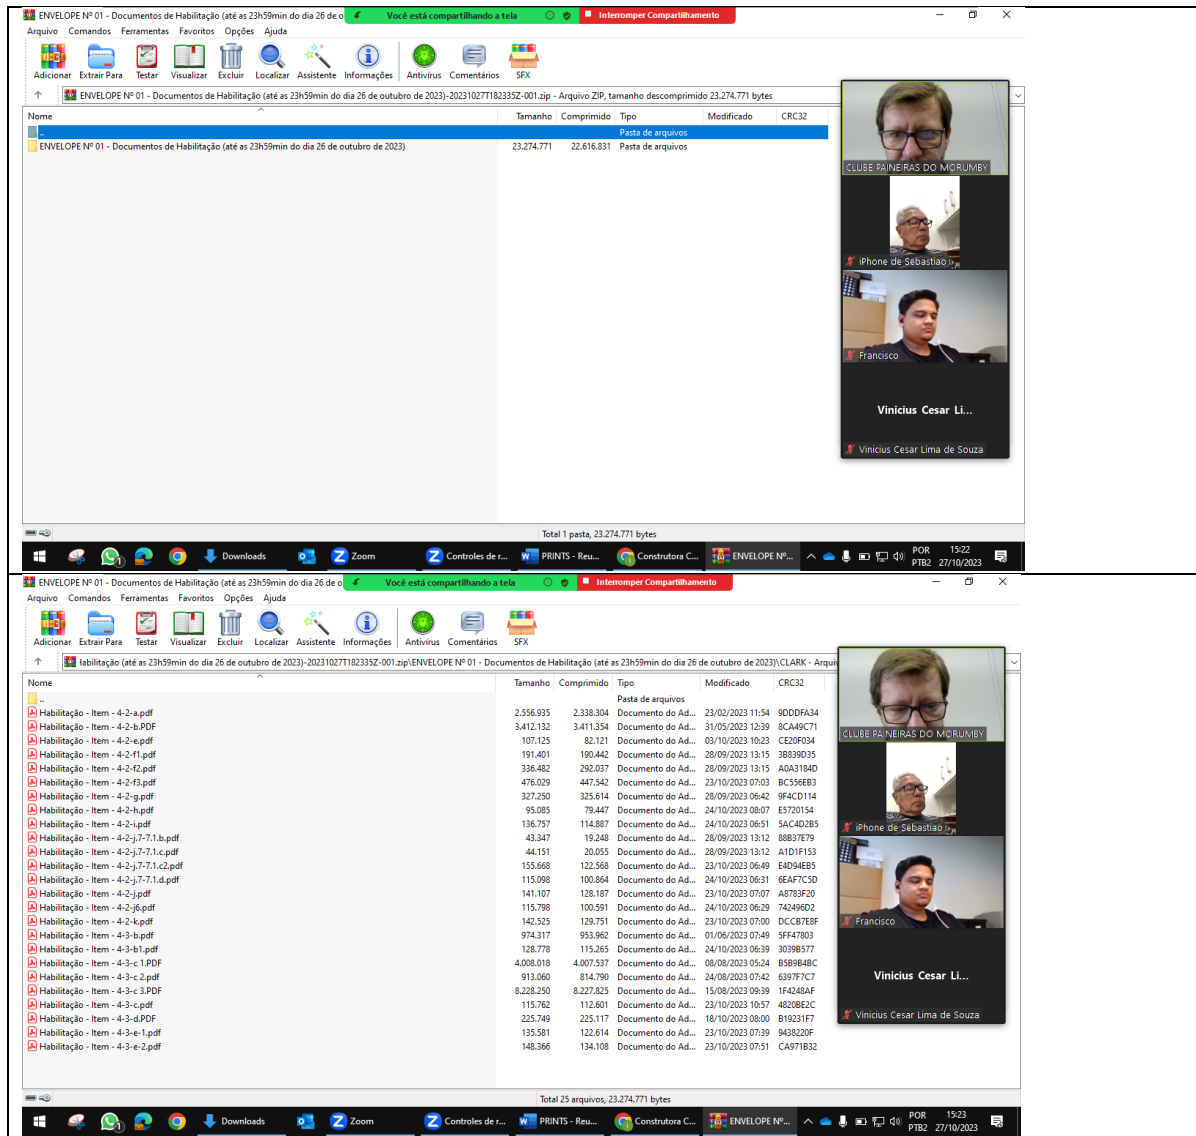 ENVELOPE Nº 01 - Documentos de Habilitação (até as 23h59min do dia 26 de o
Você está compartilhando a tela
Interromper Compartilhamento
Arquivo Comandos Ferramentas Favoritos Opções Ajuda
Adicionar Extrair Para Testar Visualizar Excluir Localizar Assistente Informações Antivírus Comentários SFX
ENVELOPE Nº 01 - Documentos de Habilitação (até as 23h59min do dia 26 de outubro de 2023)-20231027T182335Z-001.zip - Arquivo ZIP, tamanho descomprimido 23.274.771 bytes
Nome Tamanho Comprimido Tipo Modificado CRC32
.. Pasta de arquivos
ENVELOPE Nº 01 - Documentos de Habilitação (até as 23h59min do dia 26 de outubro de 2023) 23.274.771 22.616.831 Pasta de arquivos
CLUBE PAINEIRAS DO MORUMBY
iPhone de Sebastiao
Francisco
Vinicius Cesar Li...
Vinicius Cesar Lima de Souza
Total 1 pasta, 23.274.771 bytes
Downloads Zoom Controles de r... PRINTS - Reu... Construtora C... ENVELOPE Nº... POR 15:22
PTB2 27/10/2023
ENVELOPE Nº 01 - Documentos de Habilitação (até as 23h59min do dia 26 de o
Você está compartilhando a tela
Interromper Compartilhamento
Arquivo Comandos Ferramentas Favoritos Opções Ajuda
Adicionar Extrair Para Testar Visualizar Excluir Localizar Assistente Informações Antivírus Comentários SFX
labilitação (até as 23h59min do dia 26 de outubro de 2023)-20231027T182335Z-001.zip\ENVELOPE Nº 01 - Documentos de Habilitação (até as 23h59min do dia 26 de outubro de 2023)\CLARK - Arqui
Nome Tamanho Comprimido Tipo Modificado CRC32
.. Pasta de arquivos
Habilitação - Item - 4-2-a.pdf 2.556.935 2.338.304 Documento do Ad... 23/02/2023 11:54 9DDDFA34
Habilitação - Item - 4-2-b.PDF 3.412.132 3.411.354 Documento do Ad... 31/05/2023 12:39 8CA49C71
Habilitação - Item - 4-2-e.pdf 107.125 82.121 Documento do Ad... 03/10/2023 10:23 CE20F034
Habilitação - Item - 4-2-f1.pdf 191.401 190.442 Documento do Ad... 28/09/2023 13:15 3B839D35
Habilitação - Item - 4-2-f2.pdf 336.482 292.037 Documento do Ad... 28/09/2023 13:15 A0A3184D
Habilitação - Item - 4-2-f3.pdf 476.029 447.542 Documento do Ad... 23/10/2023 07:03 BC556EB3
Habilitação - Item - 4-2-g.pdf 327.250 325.614 Documento do Ad... 28/09/2023 06:42 9F4CD114
Habilitação - Item - 4-2-h.pdf 95.085 79.447 Documento do Ad... 24/10/2023 08:07 E5720154
Habilitação - Item - 4-2-i.pdf 136.757 114.887 Documento do Ad... 24/10/2023 06:51 5AC4D2B5
Habilitação - Item - 4-2-j.7-7.1.b.pdf 43.347 19.248 Documento do Ad... 28/09/2023 13:12 88B37E79
Habilitação - Item - 4-2-j.7-7.1.c.pdf 44.151 20.055 Documento do Ad... 28/09/2023 13:12 A1D1F153
Habilitação - Item - 4-2-j.7-7.1.c2.pdf 155.668 122.568 Documento do Ad... 23/10/2023 06:49 E4D94EB5
Habilitação - Item - 4-2-j.7-7.1.d.pdf 115.098 100.864 Documento do Ad... 24/10/2023 06:31 6EAF7C5D
Habilitação - Item - 4-2-j.pdf 141.107 128.187 Documento do Ad... 23/10/2023 07:07 A8783F20
Habilitação - Item - 4-2-j6.pdf 115.798 100.591 Documento do Ad... 24/10/2023 06:29 742496D2
Habilitação - Item - 4-2-k.pdf 142.525 129.751 Documento do Ad... 23/10/2023 07:00 DCCB7E8F
Habilitação - Item - 4-3-b.pdf 974.317 953.962 Documento do Ad... 01/06/2023 07:49 5FF47803
Habilitação - Item - 4-3-b1.pdf 128.778 115.265 Documento do Ad... 24/10/2023 06:39 3039B577
Habilitação - Item - 4-3-c 1.PDF 4.008.018 4.007.537 Documento do Ad... 08/08/2023 05:24 B5B9B4BC
Habilitação - Item - 4-3-c 2.pdf 913.060 814.790 Documento do Ad... 24/08/2023 07:42 6397F7C7
Habilitação - Item - 4-3-c 3.PDF 8.228.250 8.227.825 Documento do Ad... 15/08/2023 09:39 1F4248AF
Habilitação - Item - 4-3-c.pdf 115.762 112.601 Documento do Ad... 23/10/2023 10:57 4820BE2C
Habilitação - Item - 4-3-d.PDF 225.749 225.117 Documento do Ad... 18/10/2023 08:00 B19231F7
Habilitação - Item - 4-3-e-1.pdf 135.581 122.614 Documento do Ad... 23/10/2023 07:39 9438220F
Habilitação - Item - 4-3-e-2.pdf 148.366 134.108 Documento do Ad... 23/10/2023 07:51 CA971B32
CLUBE PAINEIRAS DO MORUMBY
iPhone de Sebastiao
Francisco
Vinicius Cesar Li...
Vinicius Cesar Lima de Souza
Total 25 arquivos, 23.274.771 bytes
Downloads Zoom Controles de r... PRINTS - Reu... Construtora C... ENVELOPE Nº... POR 15:23
PTB2 27/10/2023